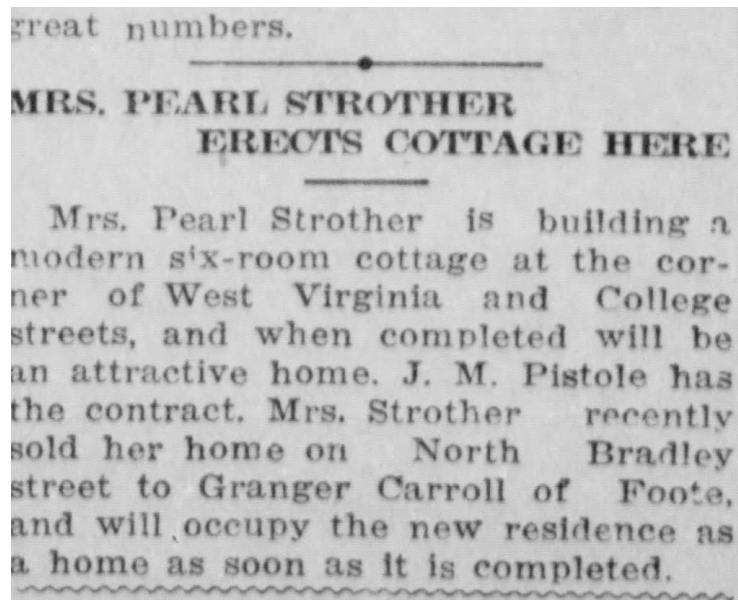 great numbers.
MRS. PEARL STROTHER
ERECTS COTTAGE HERE
Mrs. Pearl Strother is building a
modern six-room cottage at the cor-
ner of West Virginia and College
streets, and when completed will be
an attractive home. J. M. Pistole has
the contract. Mrs. Strother recently
sold her home on North Bradley
street to Granger Carroll of Foote,
and will occupy the new residence as
a home as soon as it is completed.